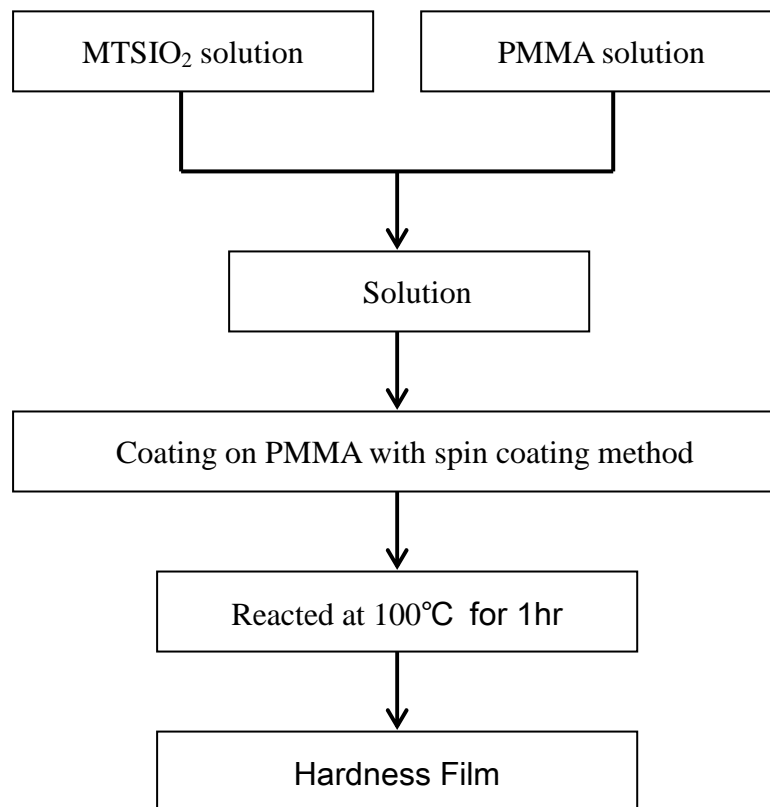 MTSIO₂ solution
PMMA solution
Solution
Coating on PMMA with spin coating method
Reacted at 100℃ for 1hr
Hardness Film